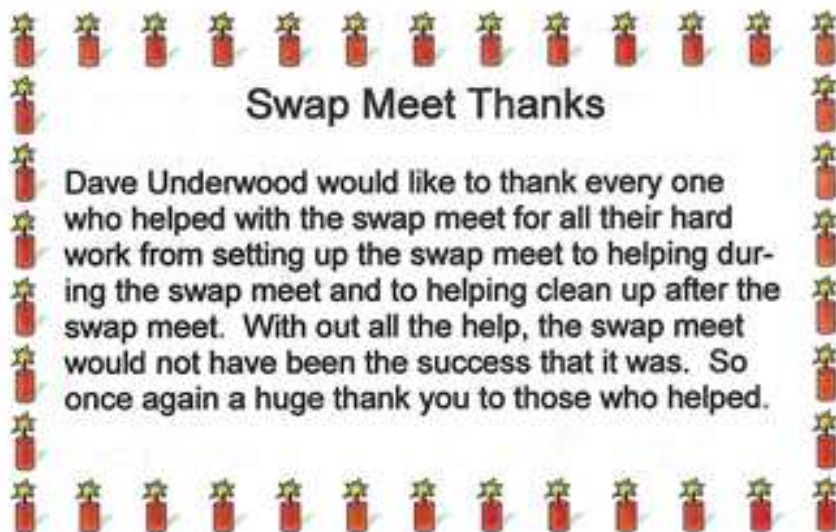 Swap Meet Thanks
Dave Underwood would like to thank every one
who helped with the swap meet for all their hard
work from setting up the swap meet to helping dur-
ing the swap meet and to helping clean up after the
swap meet.  With out all the help, the swap meet
would not have been the success that it was.  So
once again a huge thank you to those who helped.